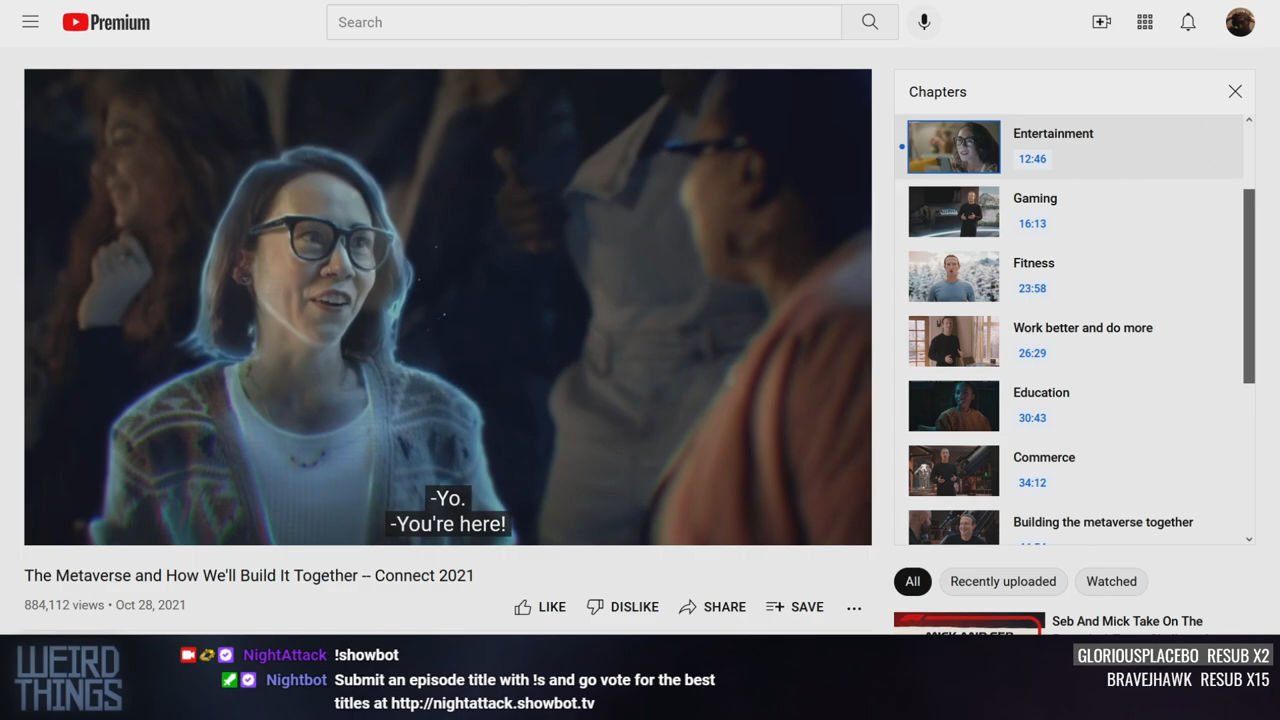 Premium
Search
Chapters
Entertainment
12:46
Gaming
16:13
Fitness
23:58
Work better and do more
26:29
Education
30:43
Commerce
34:12
Building the metaverse together
-Yo.
-You're here!
The Metaverse and How We'll Build It Together -- Connect 2021
884,112 views • Oct 28, 2021
LIKE
DISLIKE
SHARE
SAVE
All
Recently uploaded
Watched
Seb And Mick Take On The
WEIRD
THINGS
NightAttack !showbot
Nightbot Submit an episode title with !s and go vote for the best
titles at http://nightattack.showbot.tv
GLORIOUSPLACEBO RESUB X2
BRAVEJHAWK RESUB X15